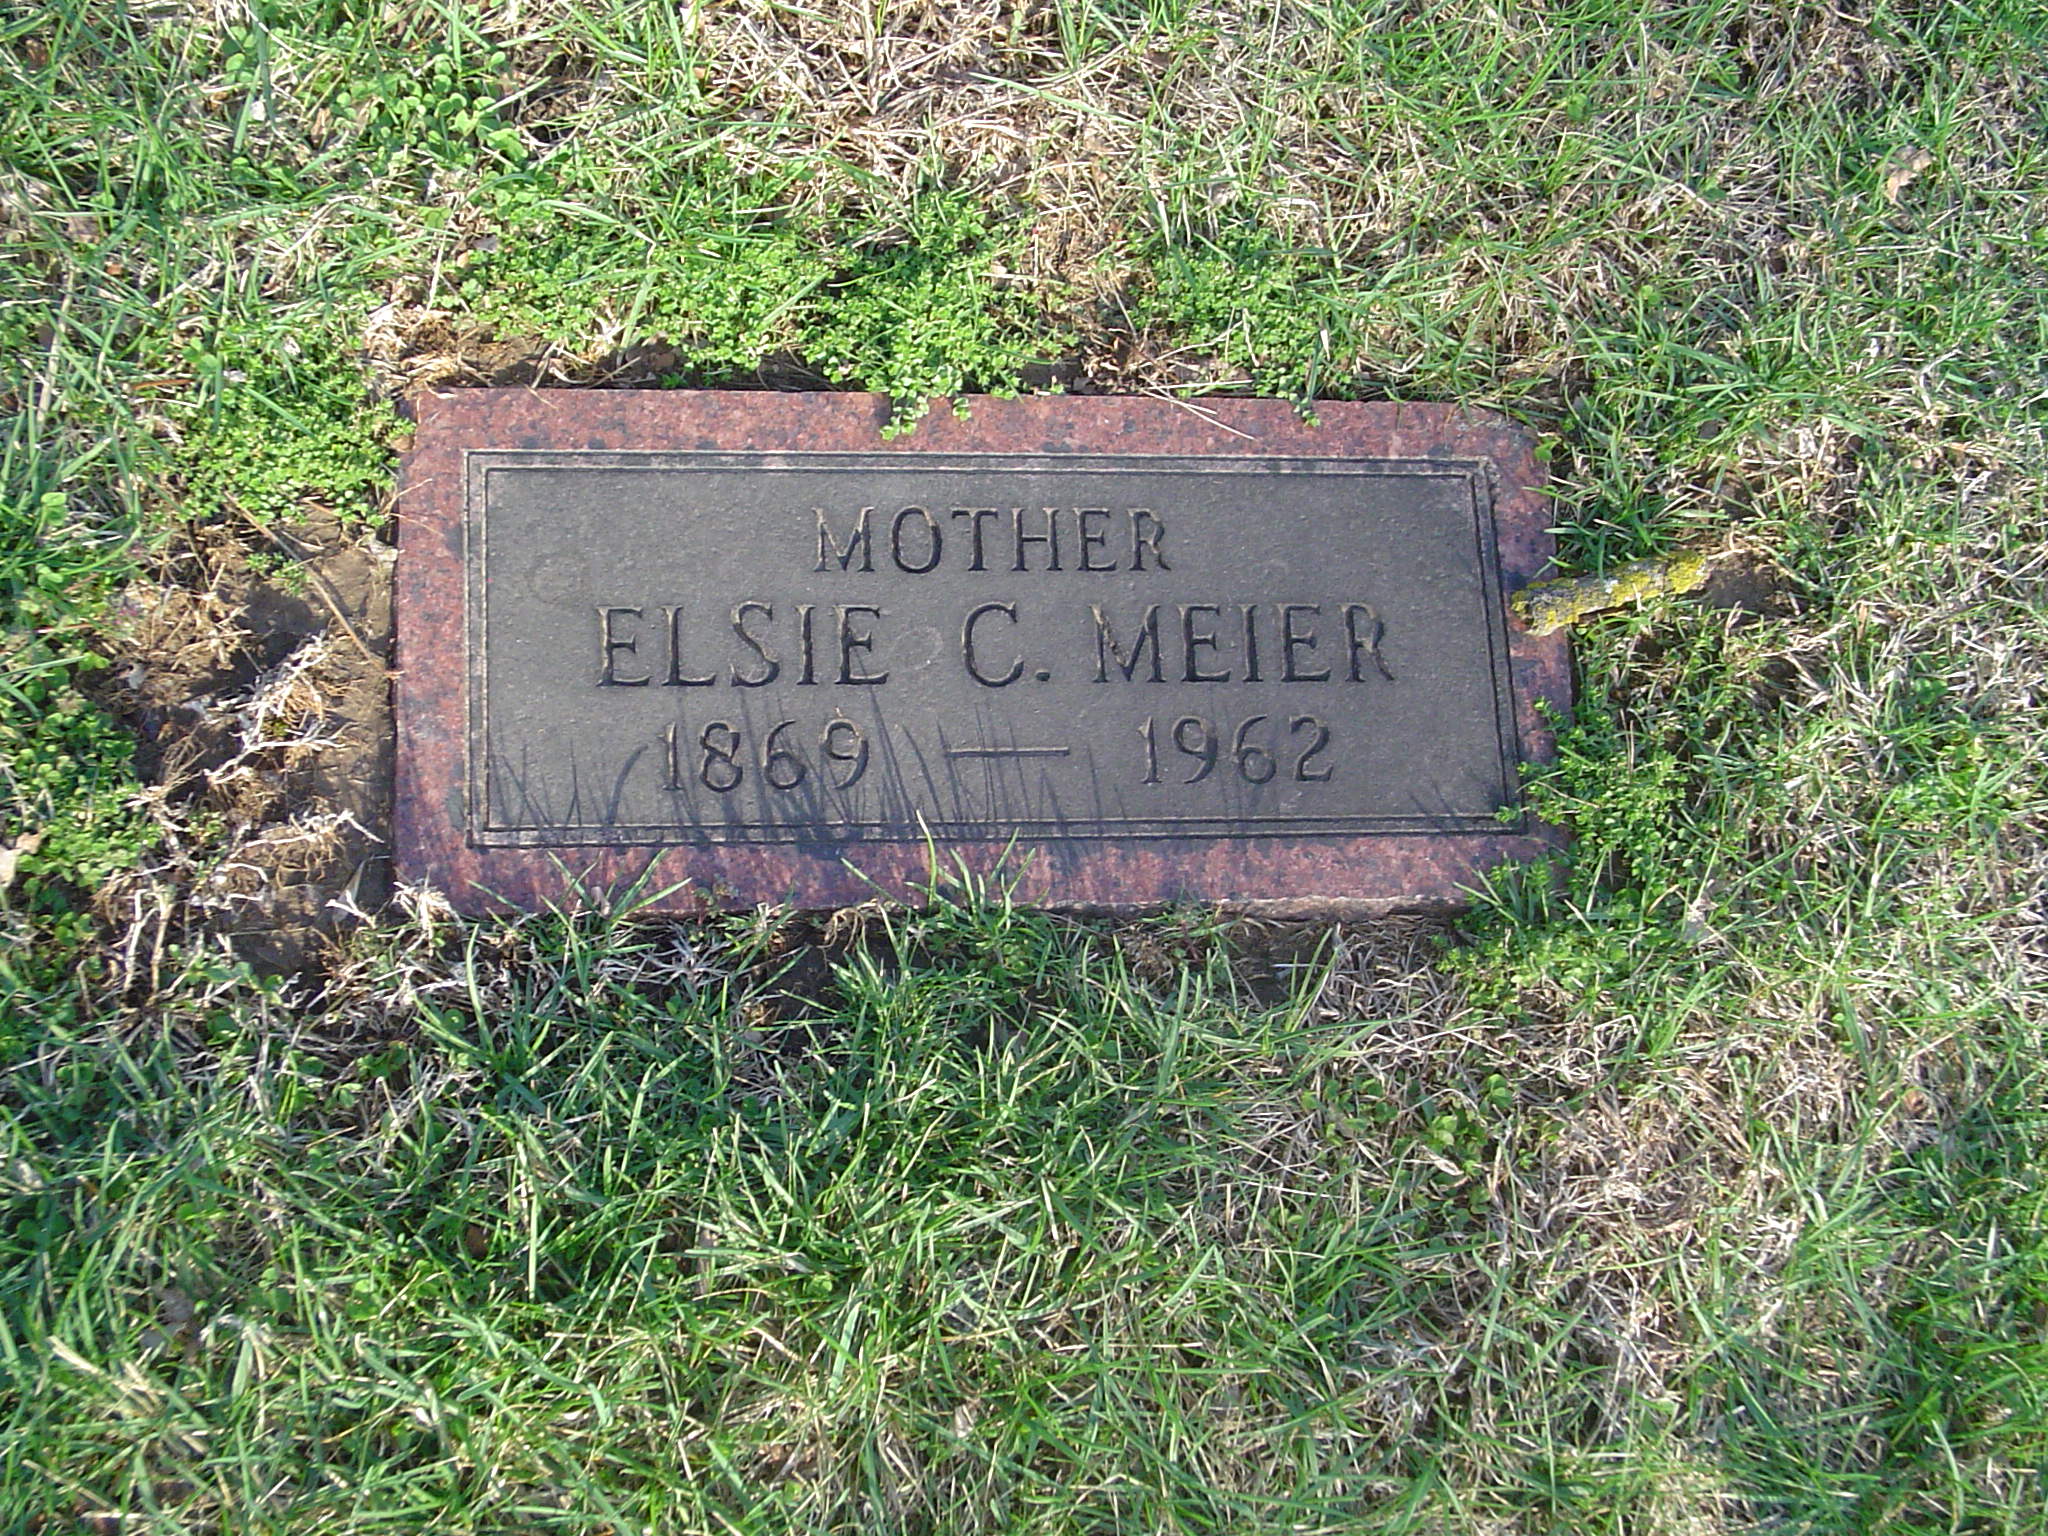 MOTHER
ELSIE C. MEIER
1869 — 1962